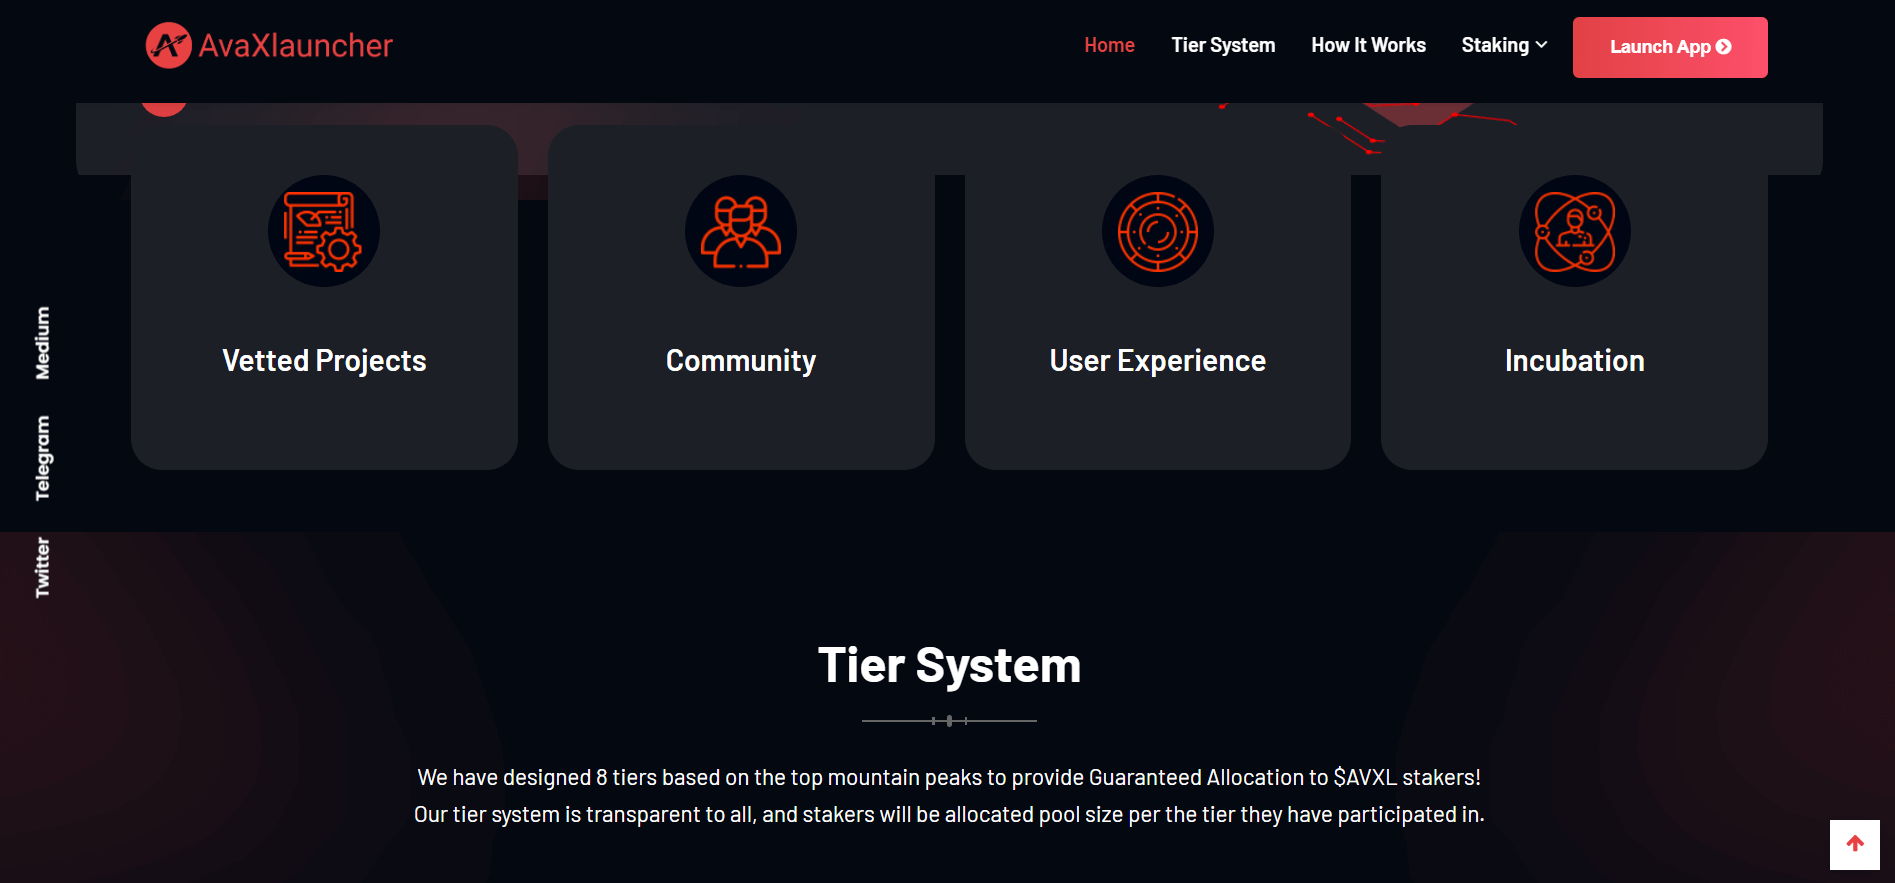 AvaXlauncher
Home
Tier System
How It Works
Staking
Launch App
Vetted Projects
Community
User Experience
Incubation
Medium
Telegram
Twitter
Tier System
We have designed 8 tiers based on the top mountain peaks to provide Guaranteed Allocation to $AVXL stakers!
Our tier system is transparent to all, and stakers will be allocated pool size per the tier they have participated in.